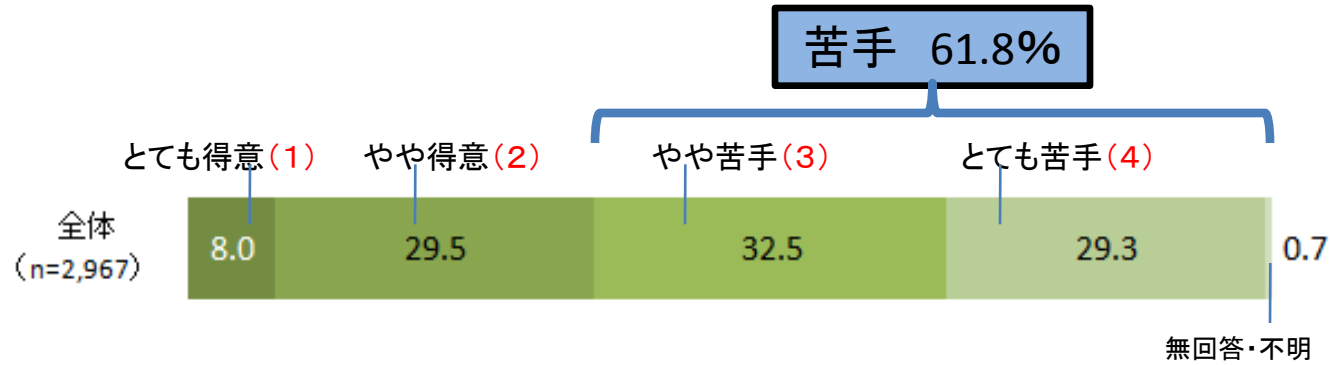 苦手 61.8%
とても得意(1) やや得意(2) やや苦手(3) とても苦手(4)
全体
(n=2,967)
8.0 29.5 32.5 29.3 0.7
無回答・不明